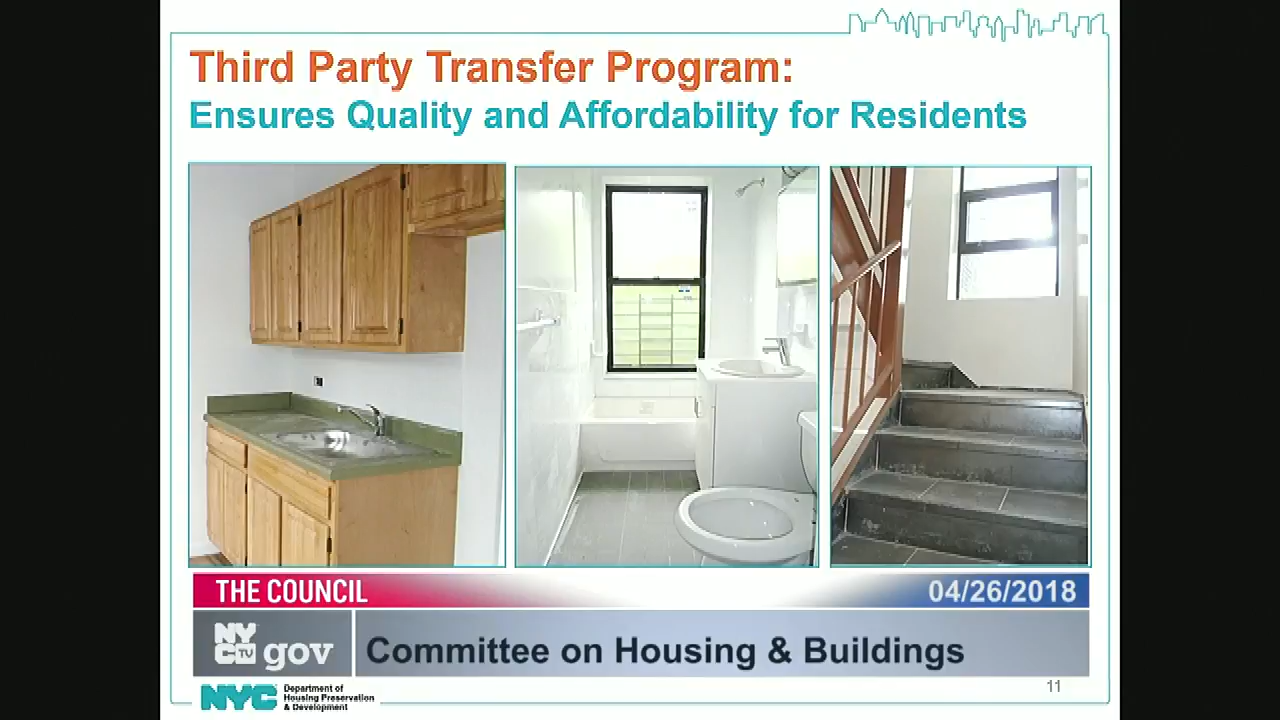 Third Party Transfer Program:
Ensures Quality and Affordability for Residents
THE COUNCIL
04/26/2018
NYC TV gov
Committee on Housing & Buildings
11
NYC
Department of
Housing Preservation
& Development